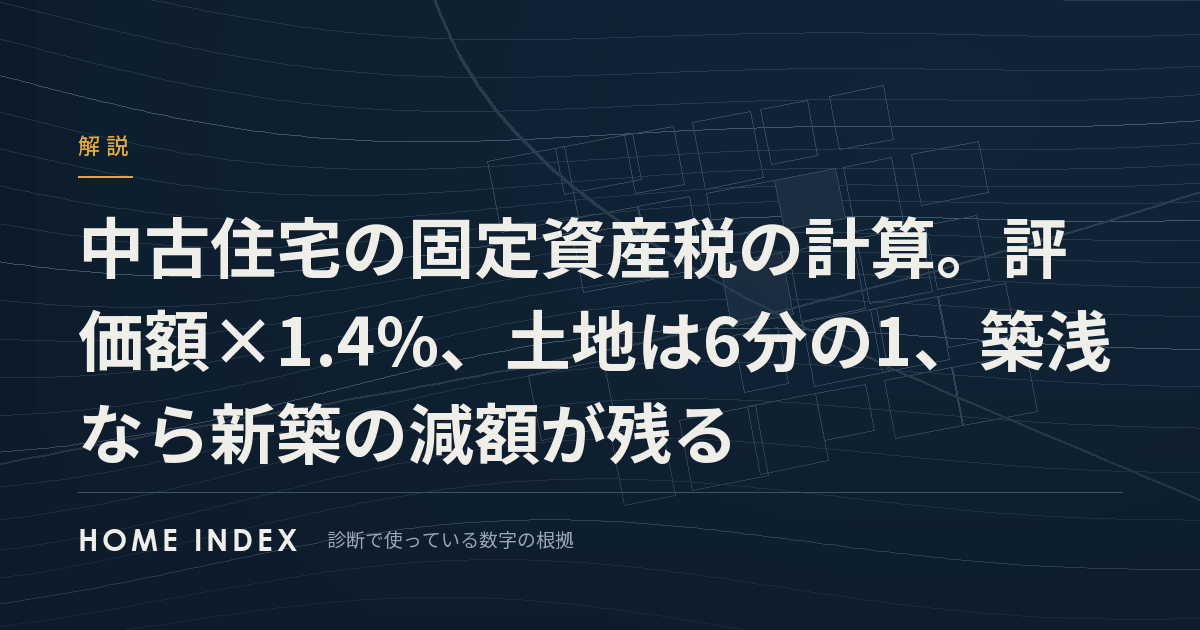 解説
中古住宅の固定資産税の計算。評
価額×1.4%、土地は6分の1、築浅
なら新築の減額が残る
HOME INDEX 診断で使っている数字の根拠